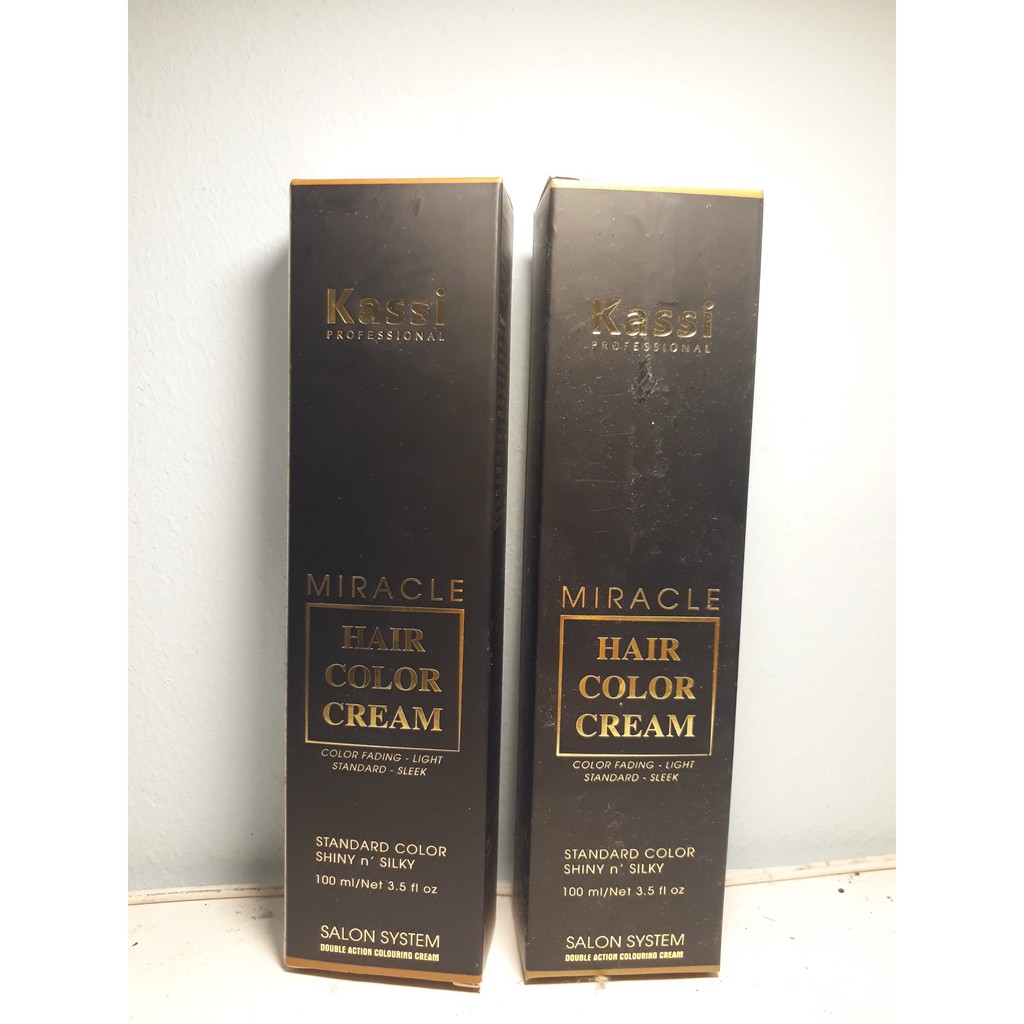 Kassi
PROFESSIONAL
MIRACLE
HAIR
COLOR
CREAM
COLOR FADING - LIGHT
STANDARD - SLEEK
STANDARD COLOR
SHINY n' SILKY
100 ml/Net 3.5 fl oz
SALON SYSTEM
DOUBLE ACTION COLOURING CREAM
Kassi
PROFESSIONAL
MIRACLE
HAIR
COLOR
CREAM
COLOR FADING - LIGHT
STANDARD - SLEEK
STANDARD COLOR
SHINY n' SILKY
100 ml/Net 3.5 fl oz
SALON SYSTEM
DOUBLE ACTION COLOURING CREAM